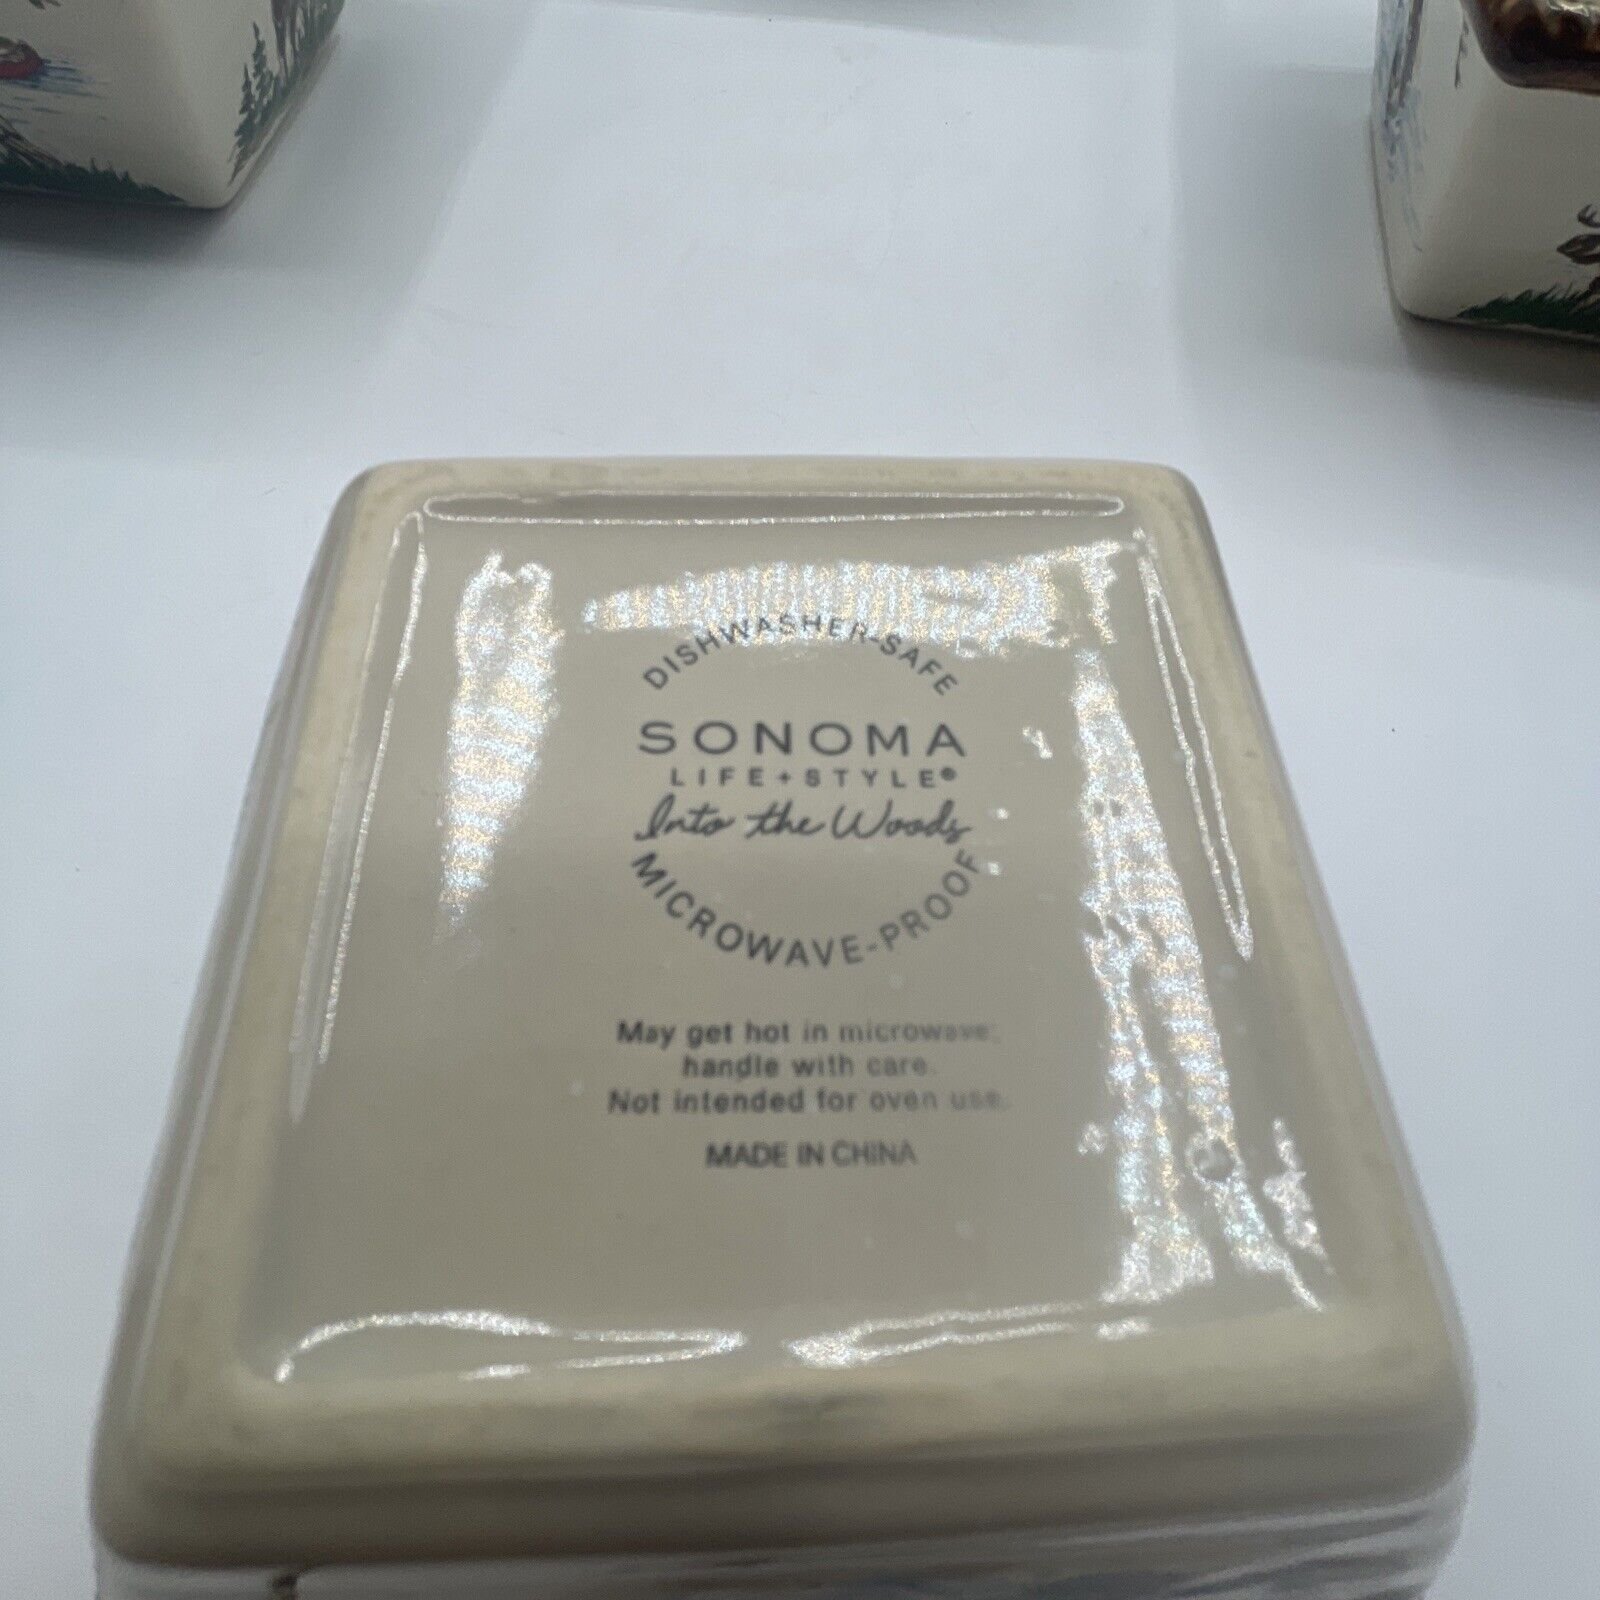 DISHWASHER-SAFE
SONOMA
LIFE+STYLE®
Into the Woods
MICROWAVE-PROOF
May get hot in microwave;
handle with care.
Not intended for oven use.
MADE IN CHINA